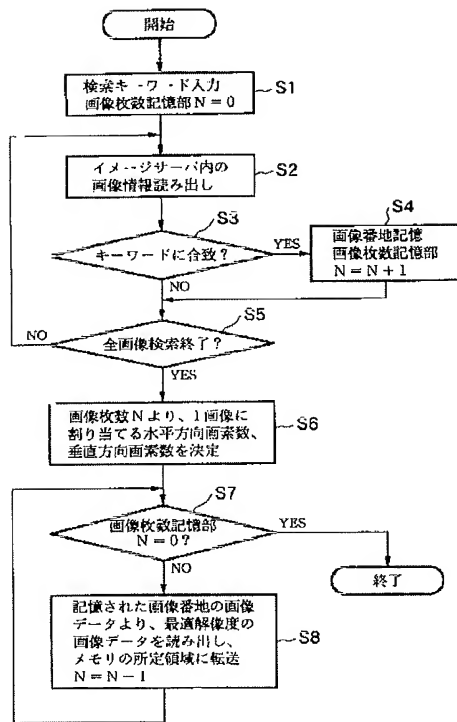 開始
検索キーワード入力
画像枚数記憶部N=0
S1
イメージサーバ内の
画像情報読み出し
S2
S3
キーワードに合致?
YES
NO
S4
画像番地記憶
画像枚数記憶部
N=N+1
S5
全画像検索終了?
NO
YES
画像枚数Nより、1画像に
割り当てる水平方向画素数、
垂直方向画素数を決定
S6
S7
画像枚数記憶部
N=0?
YES
NO
終了
記憶された画像番地の画像
データより、最適解像度の
画像データを読み出し、
メモリの所定領域に転送
N=N-1
S8